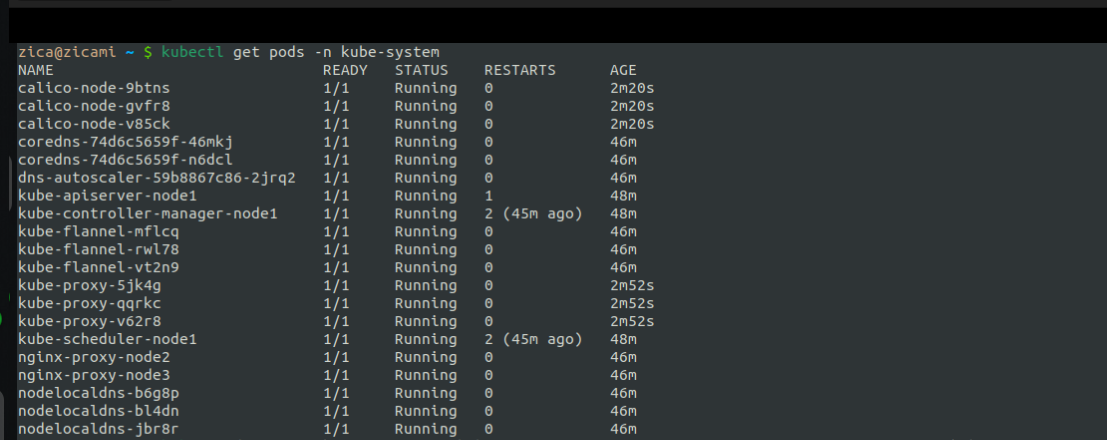 zica@zicami ~ $ kubectl get pods -n kube-system
NAME READY STATUS RESTARTS AGE
calico-node-9btns 1/1 Running 0 2m20s
calico-node-gvfr8 1/1 Running 0 2m20s
calico-node-v85ck 1/1 Running 0 2m20s
coredns-74d6c5659f-46mkj 1/1 Running 0 46m
coredns-74d6c5659f-n6dcl 1/1 Running 0 46m
dns-autoscaler-59b8867c86-2jrq2 1/1 Running 0 46m
kube-apiserver-node1 1/1 Running 1 48m
kube-controller-manager-node1 1/1 Running 2 (45m ago) 48m
kube-flannel-mflcq 1/1 Running 0 46m
kube-flannel-rwl78 1/1 Running 0 46m
kube-flannel-vt2n9 1/1 Running 0 46m
kube-proxy-5jk4g 1/1 Running 0 2m52s
kube-proxy-qqrkc 1/1 Running 0 2m52s
kube-proxy-v62r8 1/1 Running 0 2m52s
kube-scheduler-node1 1/1 Running 2 (45m ago) 48m
nginx-proxy-node2 1/1 Running 0 46m
nginx-proxy-node3 1/1 Running 0 46m
nodelocaldns-b6g8p 1/1 Running 0 46m
nodelocaldns-bl4dn 1/1 Running 0 46m
nodelocaldns-jbr8r 1/1 Running 0 46m